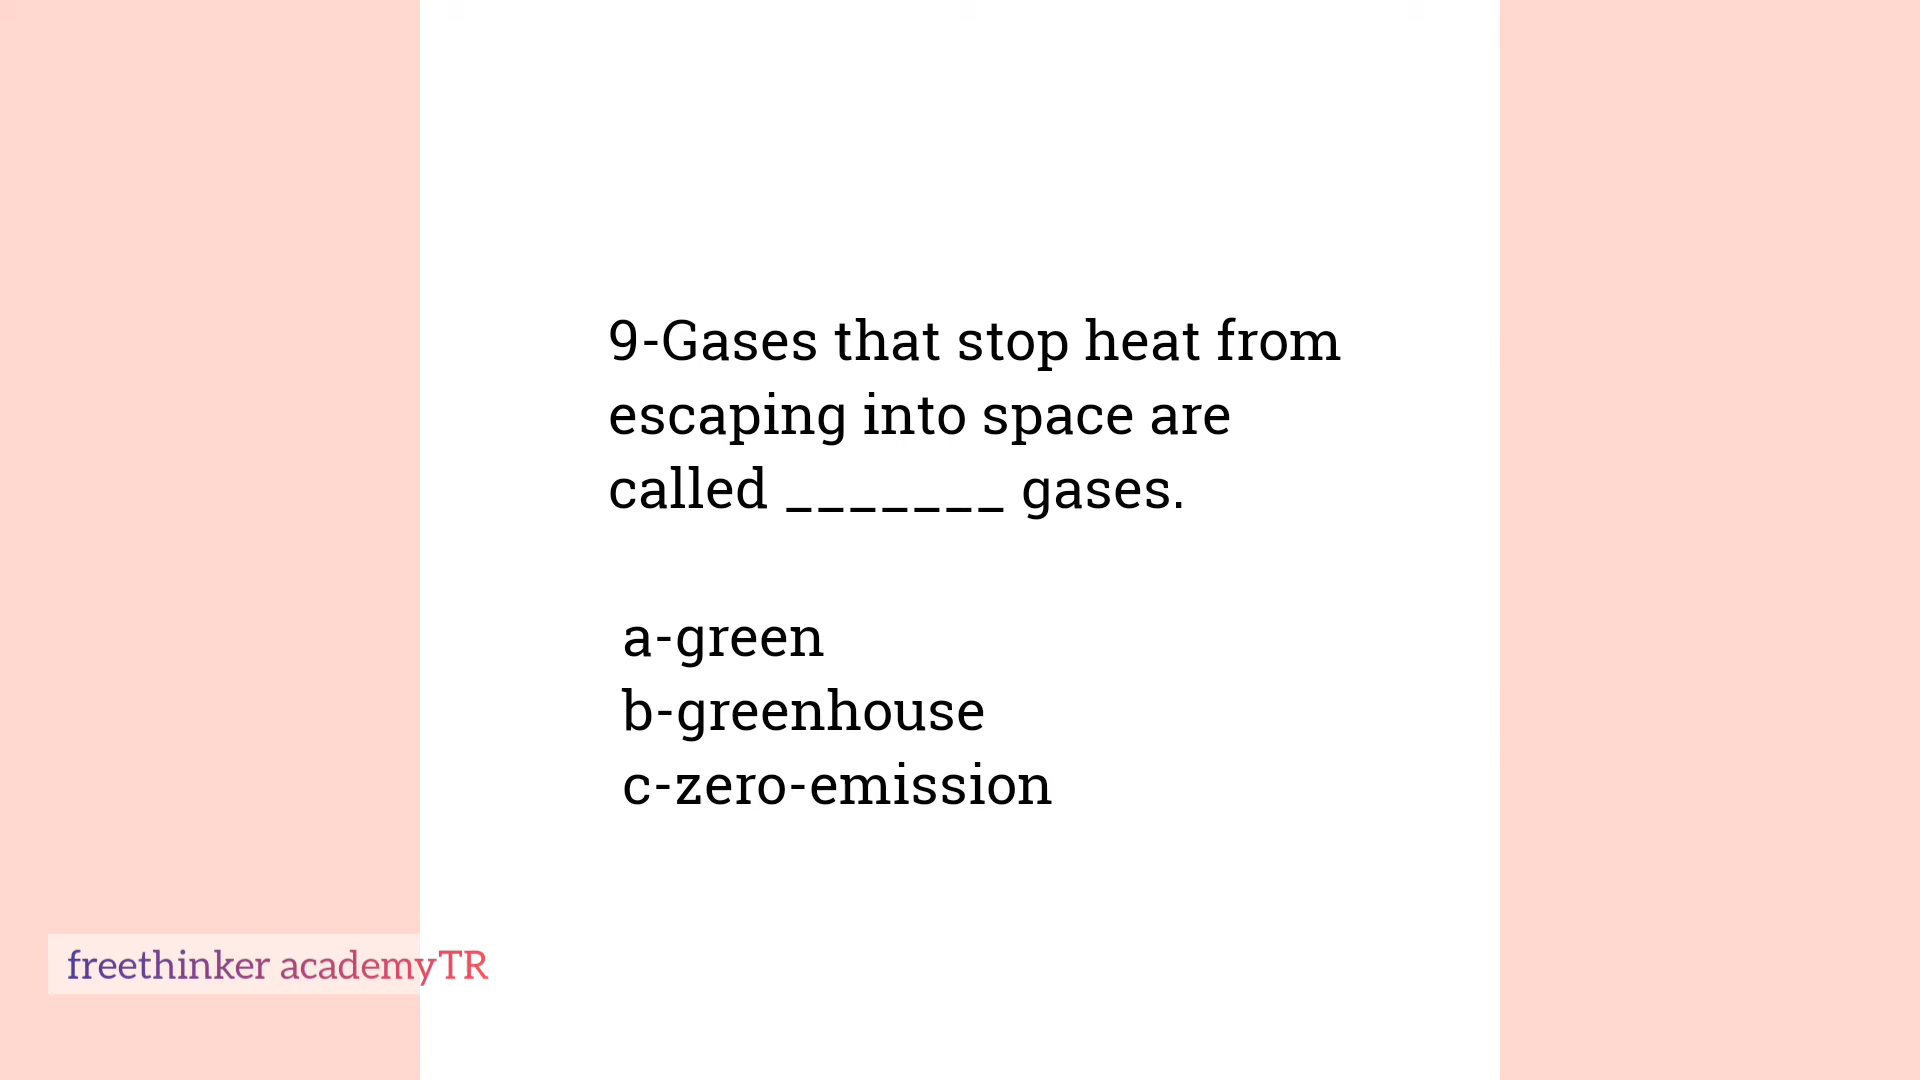 9-Gases that stop heat from
escaping into space are
called _______ gases.
a-green
b-greenhouse
c-zero-emission
freethinker academyTR